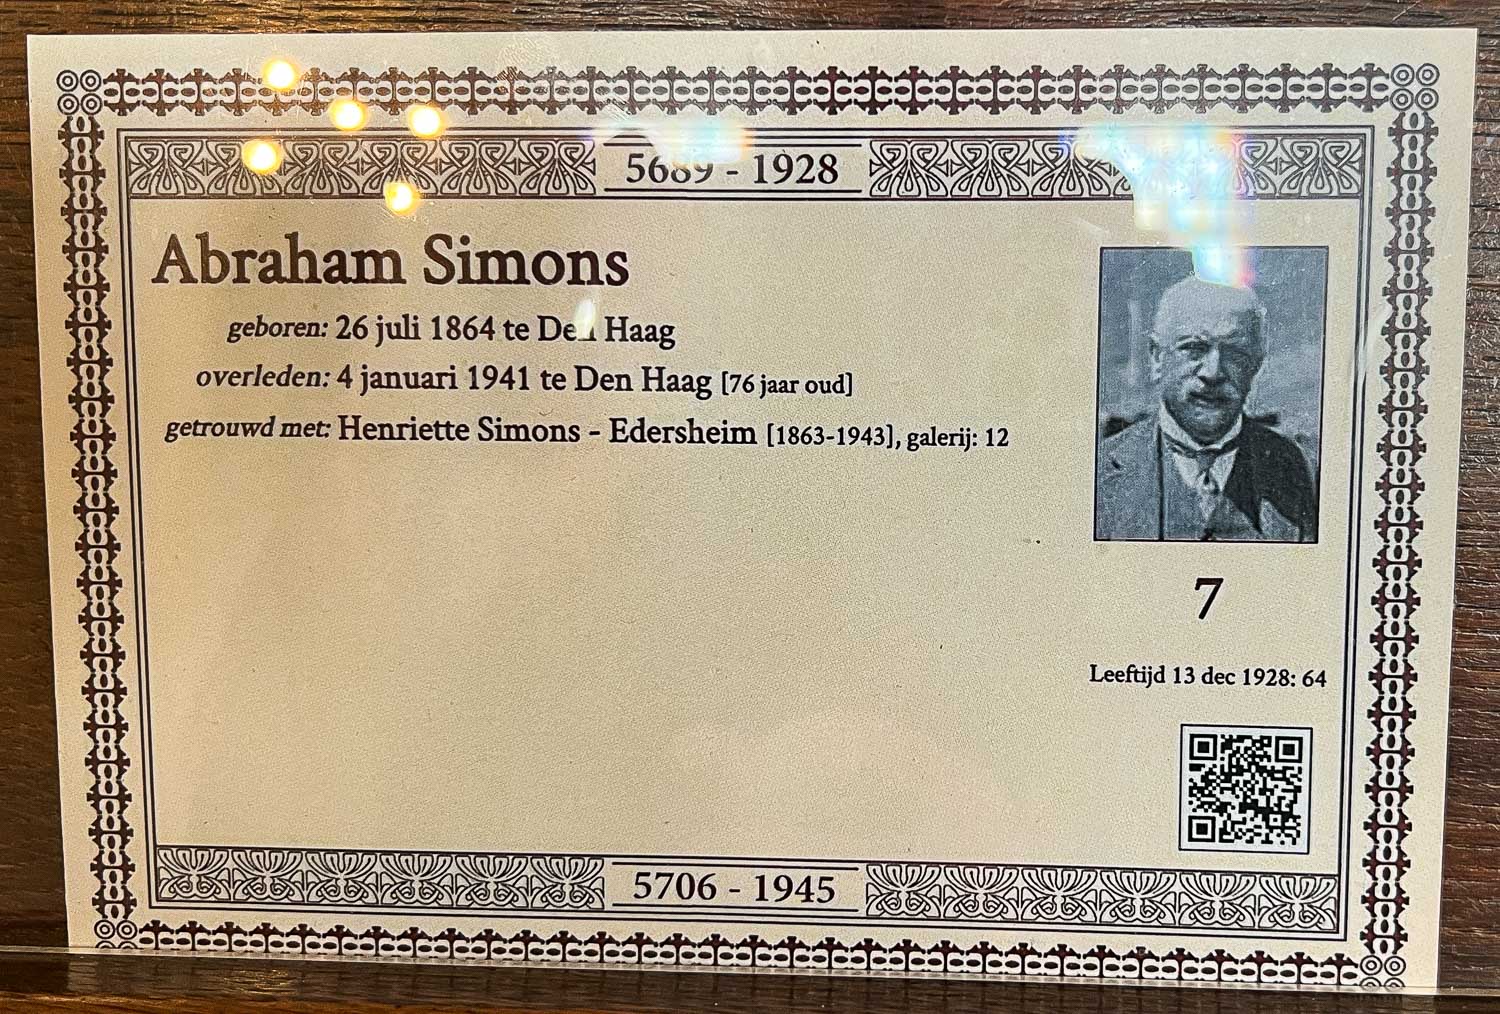 5689 - 1928
Abraham Simons
geboren: 26 juli 1864 te Den Haag
overleden: 4 januari 1941 te Den Haag [76 jaar oud]
getrouwd met: Henriette Simons - Edersheim [1863-1943], galerij: 12
7
Leeftijd 13 dec 1928: 64
5706 - 1945